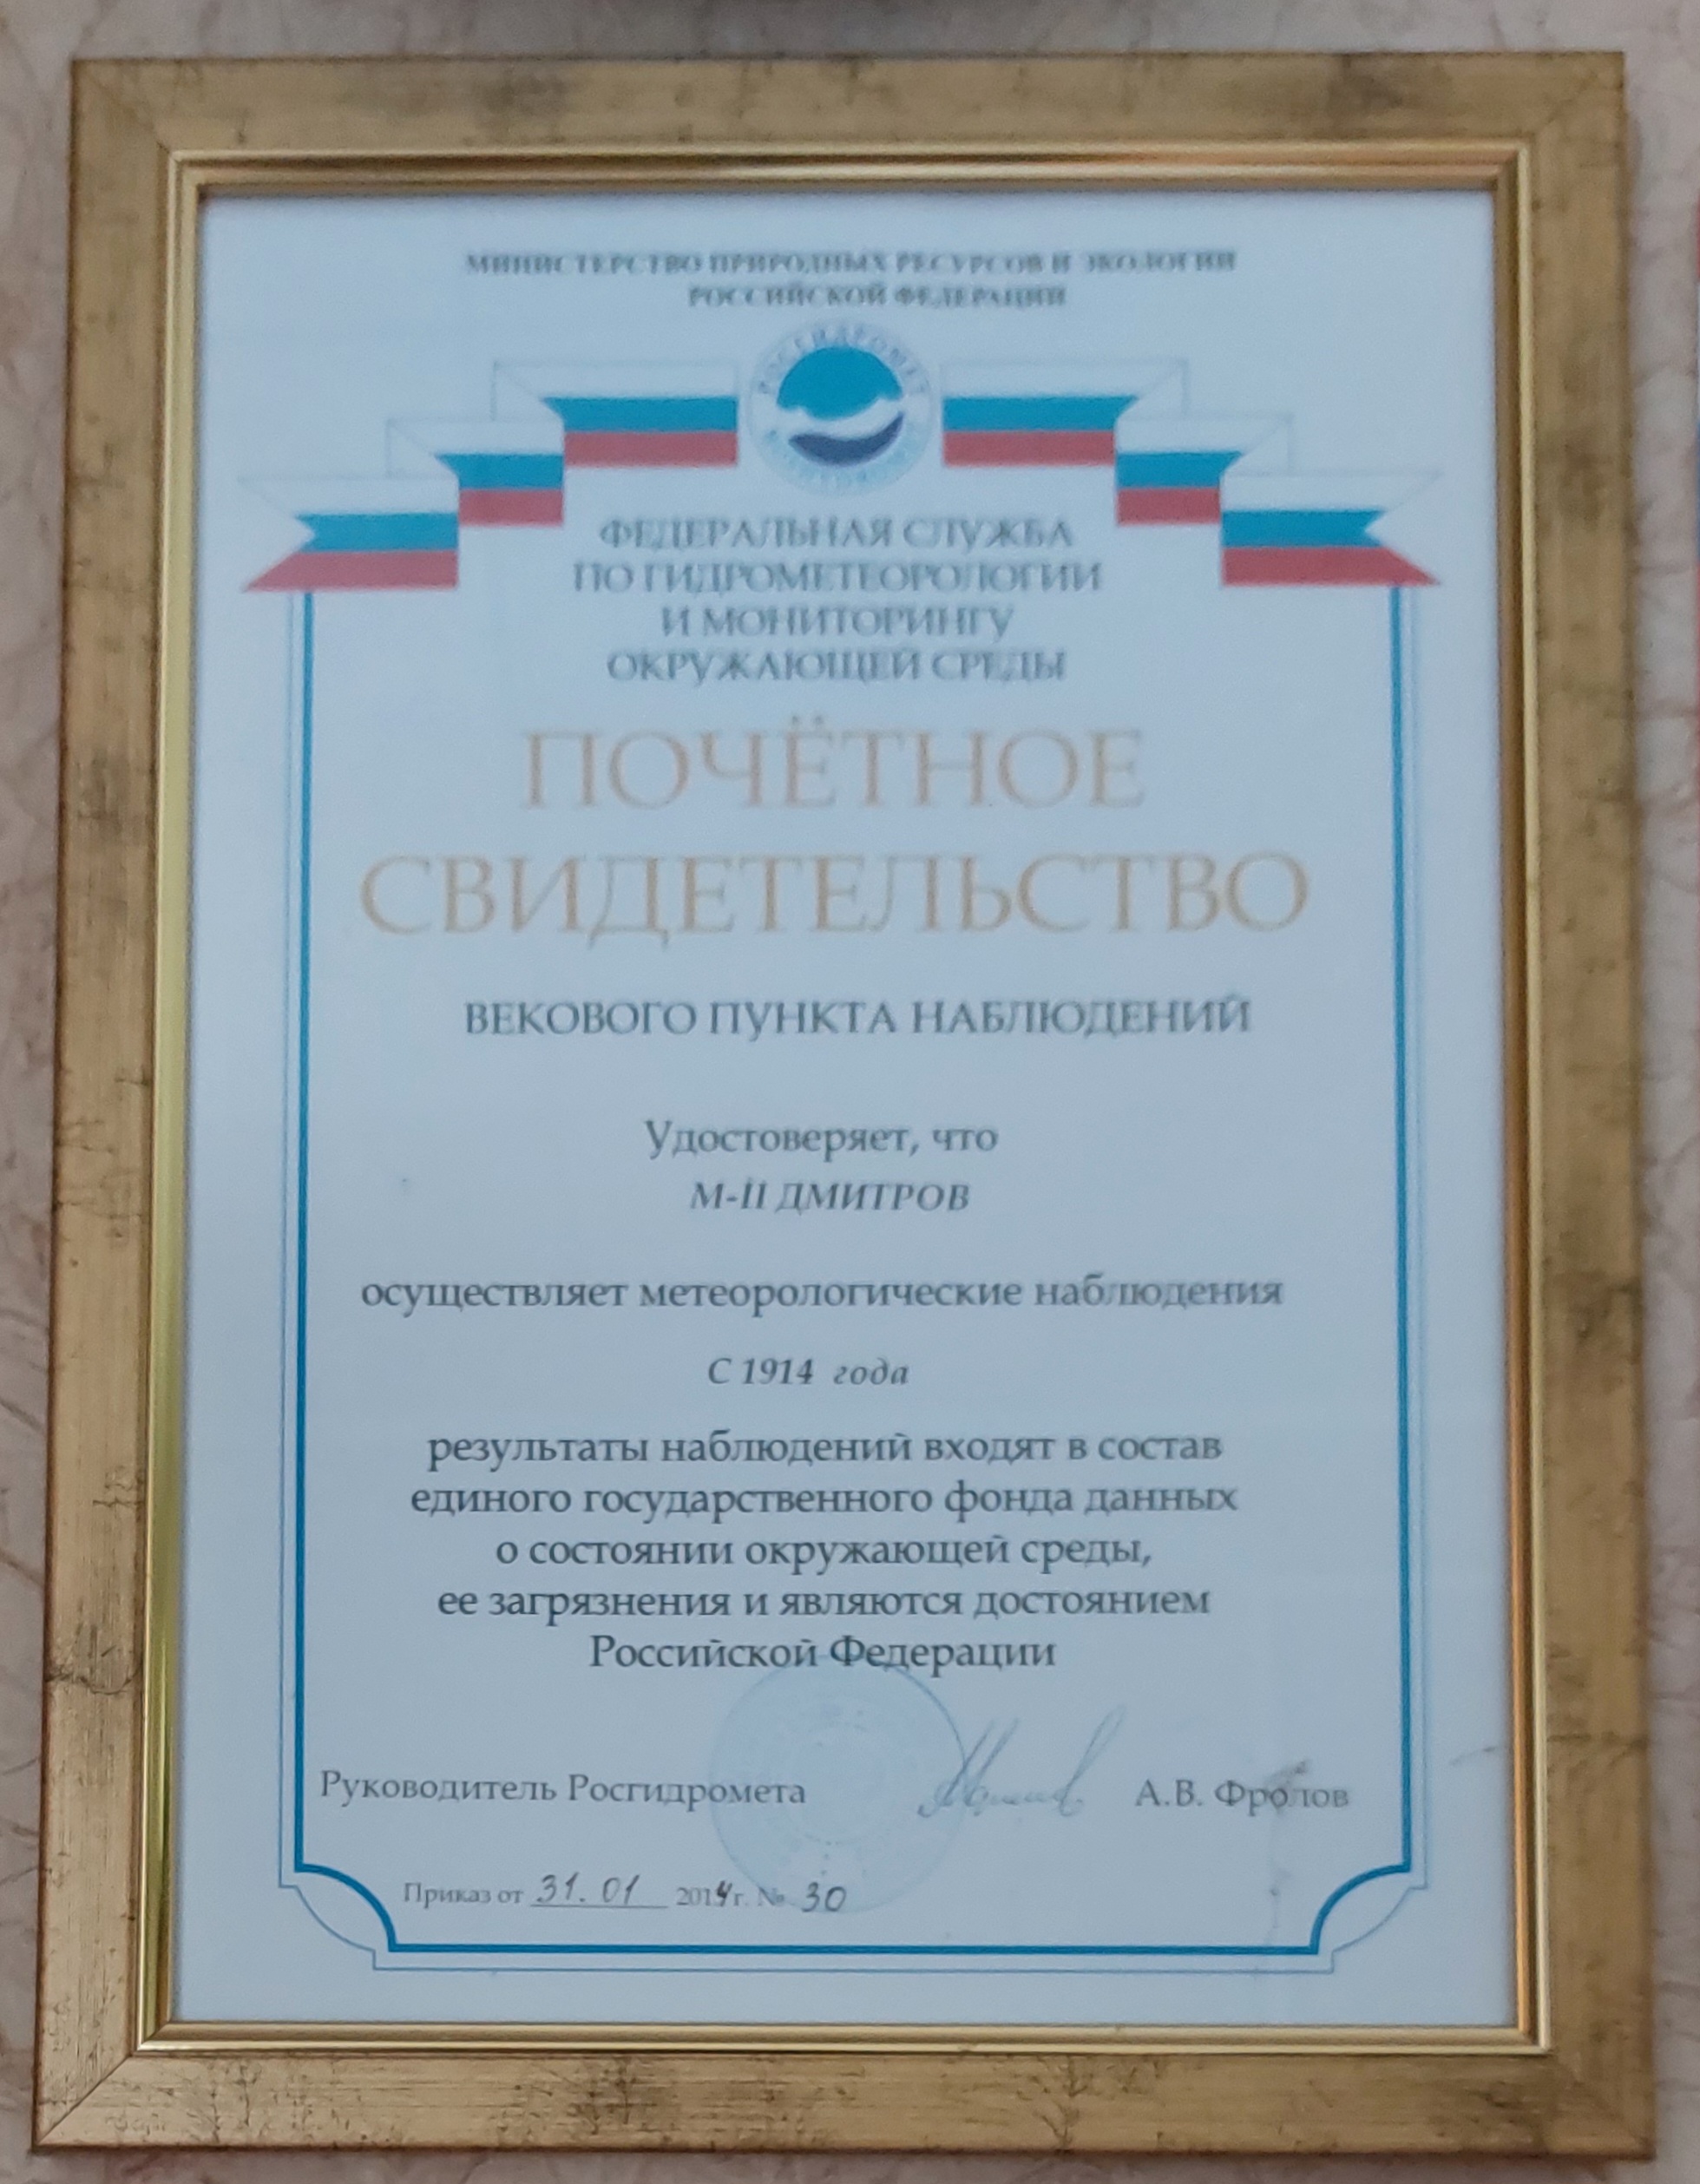 МИНИСТЕРСТВО ПРИРОДНЫХ РЕСУРСОВ И ЭКОЛОГИИ
РОССИЙСКОЙ ФЕДЕРАЦИИ
РОСГИДРОМЕТ
ФЕДЕРАЛЬНАЯ СЛУЖБА
ПО ГИДРОМЕТЕОРОЛОГИИ
И МОНИТОРИНГУ
ОКРУЖАЮЩЕЙ СРЕДЫ
ПОЧЁТНОЕ
СВИДЕТЕЛЬСТВО
ВЕКОВОГО ПУНКТА НАБЛЮДЕНИЙ
Удостоверяет, что
М-II ДМИТРОВ
осуществляет метеорологические наблюдения
С 1914 года
результаты наблюдений входят в состав
единого государственного фонда данных
о состоянии окружающей среды,
ее загрязнения и являются достоянием
Российской Федерации
Руководитель Росгидромета А.В. Фролов
Приказ от 31.01 2014г. № 30